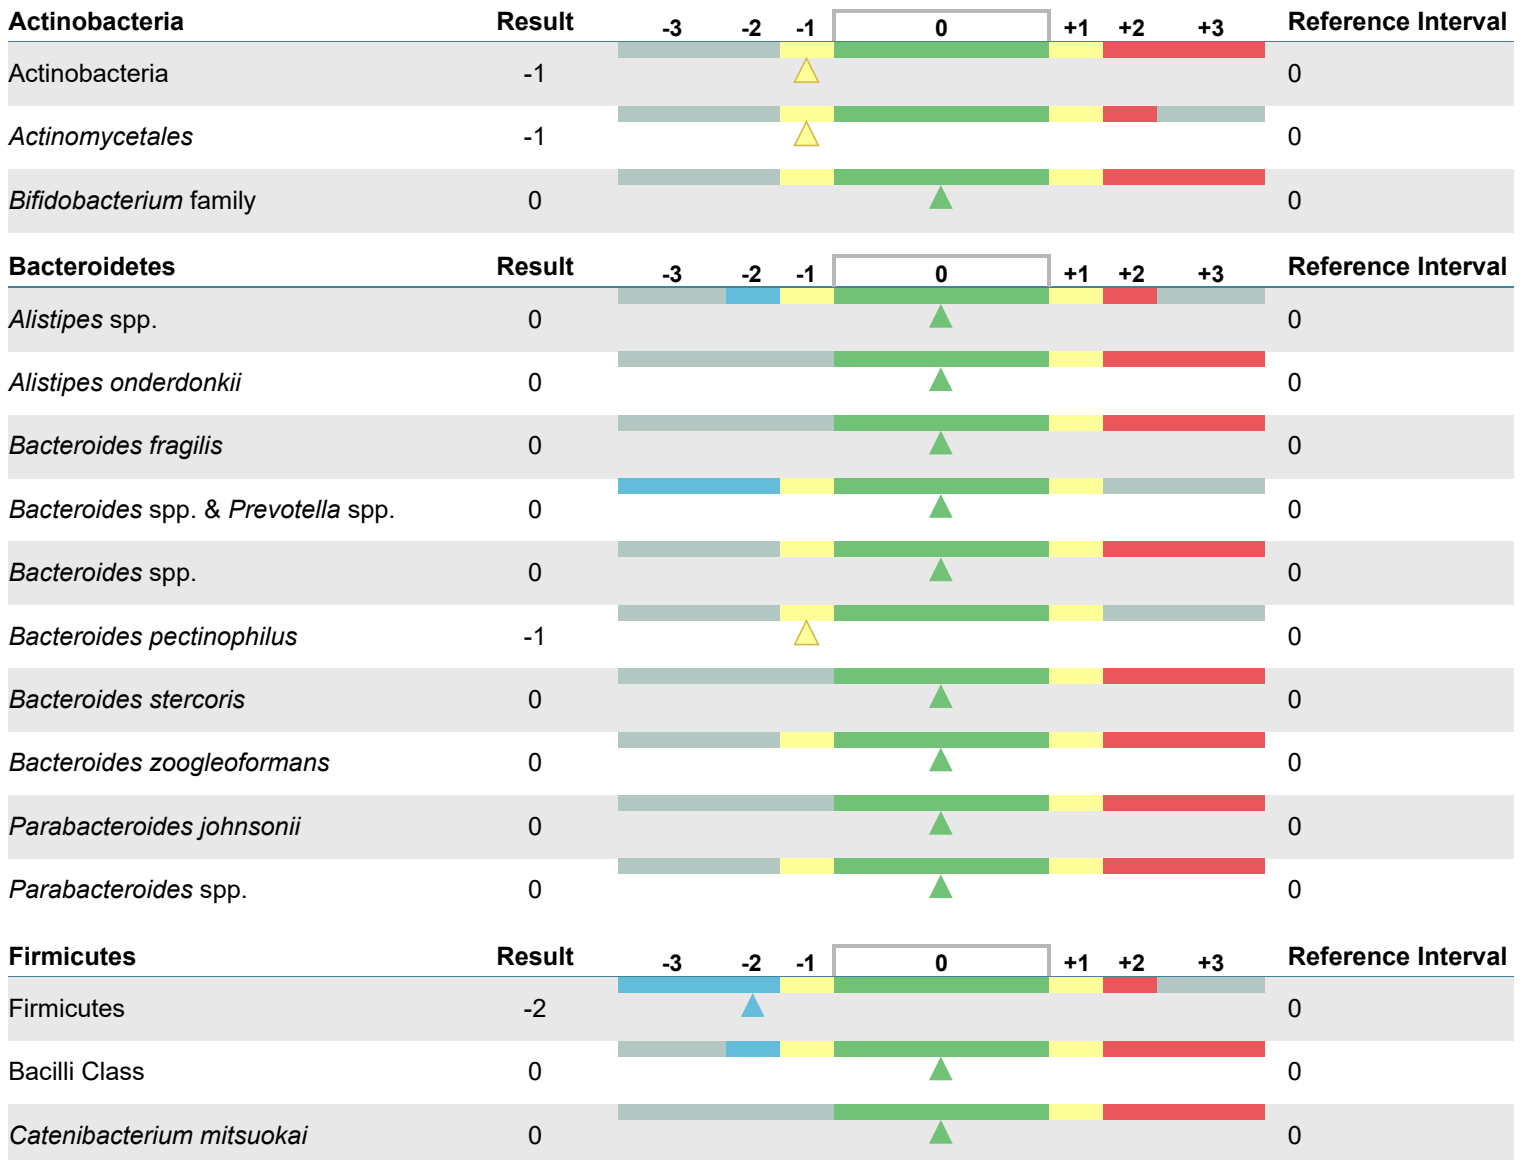 Actinobacteria Result -3 -2 -1 0 +1 +2 +3 Reference Interval
Actinobacteria -1 0
Actinomycetales -1 0
Bifidobacterium family 0 0
Bacteroidetes Result -3 -2 -1 0 +1 +2 +3 Reference Interval
Alistipes spp. 0 0
Alistipes onderdonkii 0 0
Bacteroides fragilis 0 0
Bacteroides spp. & Prevotella spp. 0 0
Bacteroides spp. 0 0
Bacteroides pectinophilus -1 0
Bacteroides stercoris 0 0
Bacteroides zoogleoformans 0 0
Parabacteroides johnsonii 0 0
Parabacteroides spp. 0 0
Firmicutes Result -3 -2 -1 0 +1 +2 +3 Reference Interval
Firmicutes -2 0
Bacilli Class 0 0
Catenibacterium mitsuokai 0 0